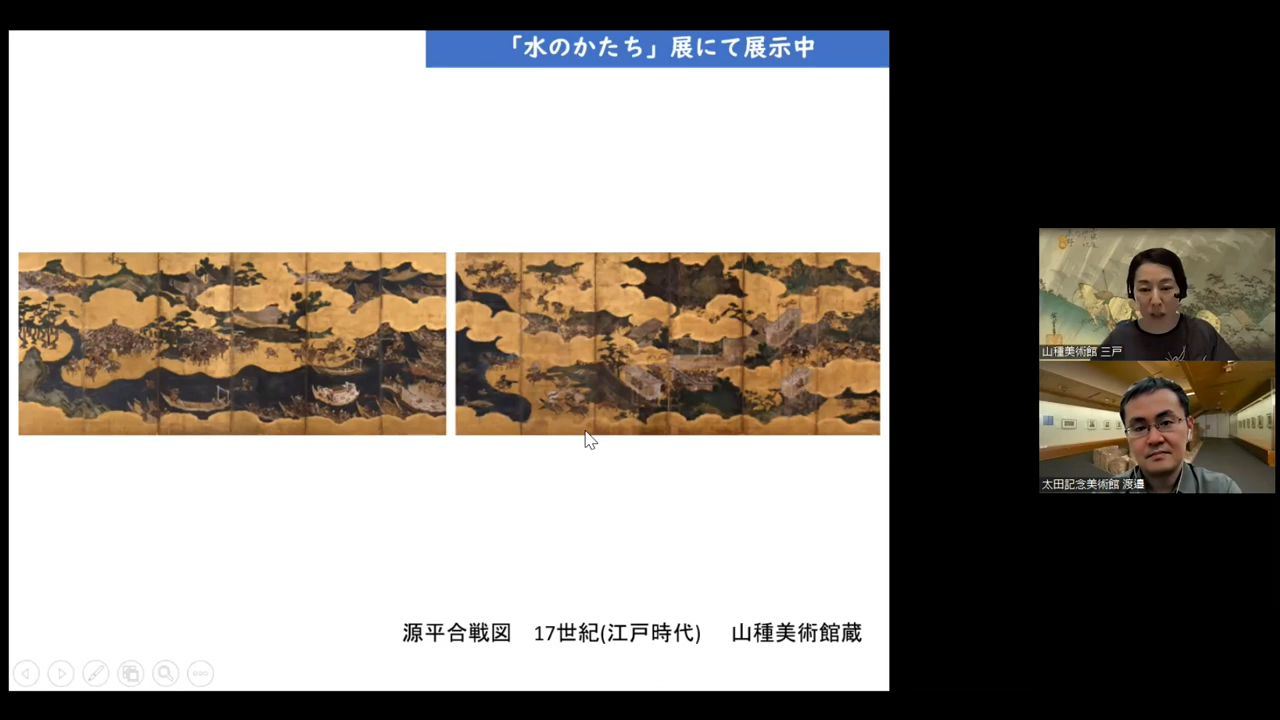 「水のかたち」展にて展示中
源平合戦図　17世紀(江戸時代)　山種美術館蔵
山種美術館 三戸
太田記念美術館 渡邉